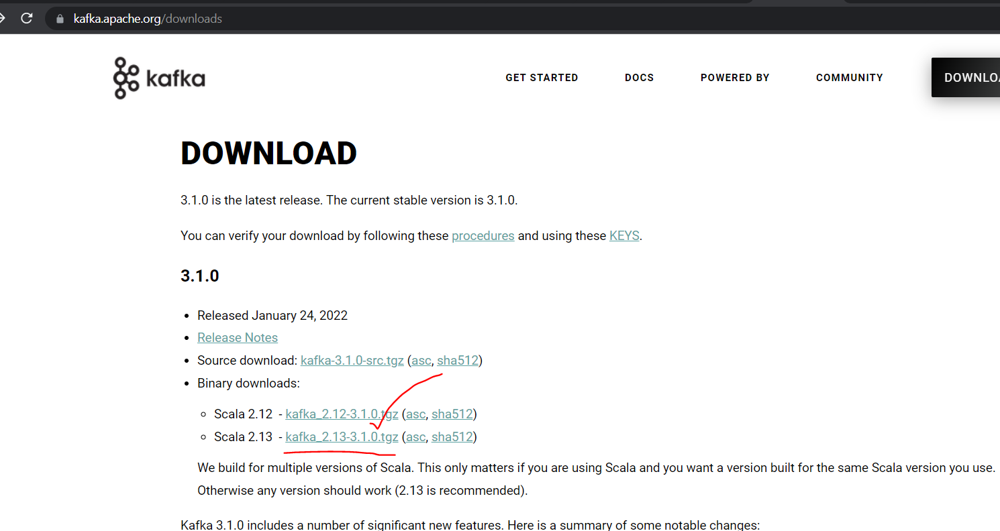 kafka.apache.org/downloads
kafka
GET STARTED DOCS POWERED BY COMMUNITY
DOWNLOAD
3.1.0 is the latest release. The current stable version is 3.1.0.
You can verify your download by following these procedures and using these KEYS.
3.1.0
Released January 24, 2022
Release Notes
Source download: kafka-3.1.0-src.tgz (asc, sha512)
Binary downloads:
Scala 2.12 - kafka_2.12-3.1.0.tgz (asc, sha512)
Scala 2.13 - kafka_2.13-3.1.0.tgz (asc, sha512)
We build for multiple versions of Scala. This only matters if you are using Scala and you want a version built for the same Scala version you use.
Otherwise any version should work (2.13 is recommended).
Kafka 3.1.0 includes a number of significant new features. Here is a summary of some notable changes: